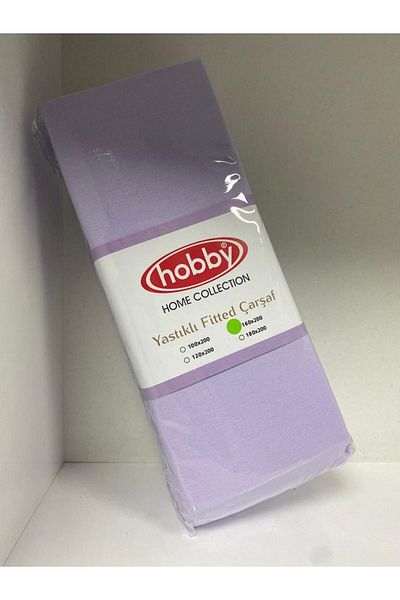 hobby®
HOME COLLECTION
Yastıklı Fitted Çarşaf
100x200 160x200
120x200 180x200